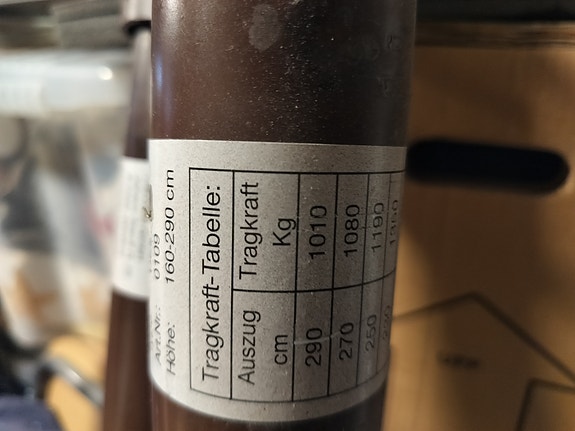 Art.Nr.: 0109
Höhe: 160-290 cm
Tragkraft-Tabelle:
Auszug Tragkraft
cm Kg
290 1010
270 1080
250 1190